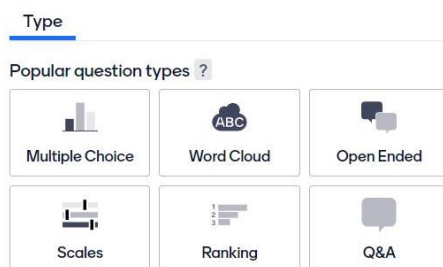 Type
Popular question types ?
Multiple Choice
ABC
Word Cloud
Open Ended
Scales
1
2
3
Ranking
Q&A